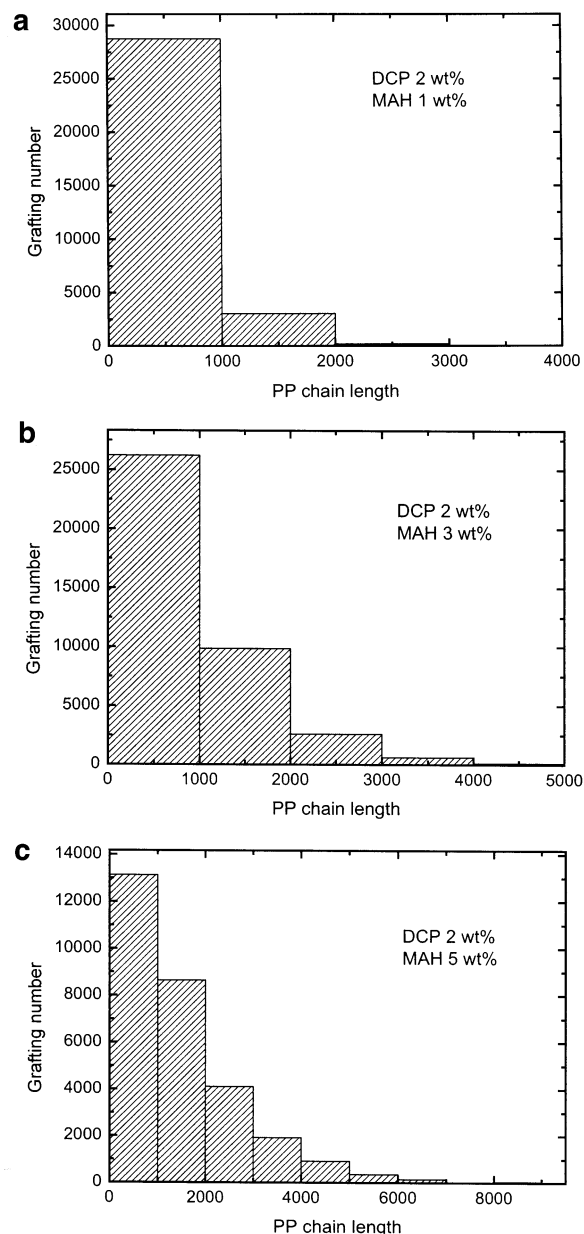 a
30000
25000
20000
15000
10000
5000
0
Grafting number
DCP 2 wt%
MAH 1 wt%
0 1000 2000 3000 4000
PP chain length
b
25000
20000
15000
10000
5000
0
Grafting number
DCP 2 wt%
MAH 3 wt%
0 1000 2000 3000 4000 5000
PP chain length
c
14000
12000
10000
8000
6000
4000
2000
0
Grafting number
DCP 2 wt%
MAH 5 wt%
0 2000 4000 6000 8000
PP chain length